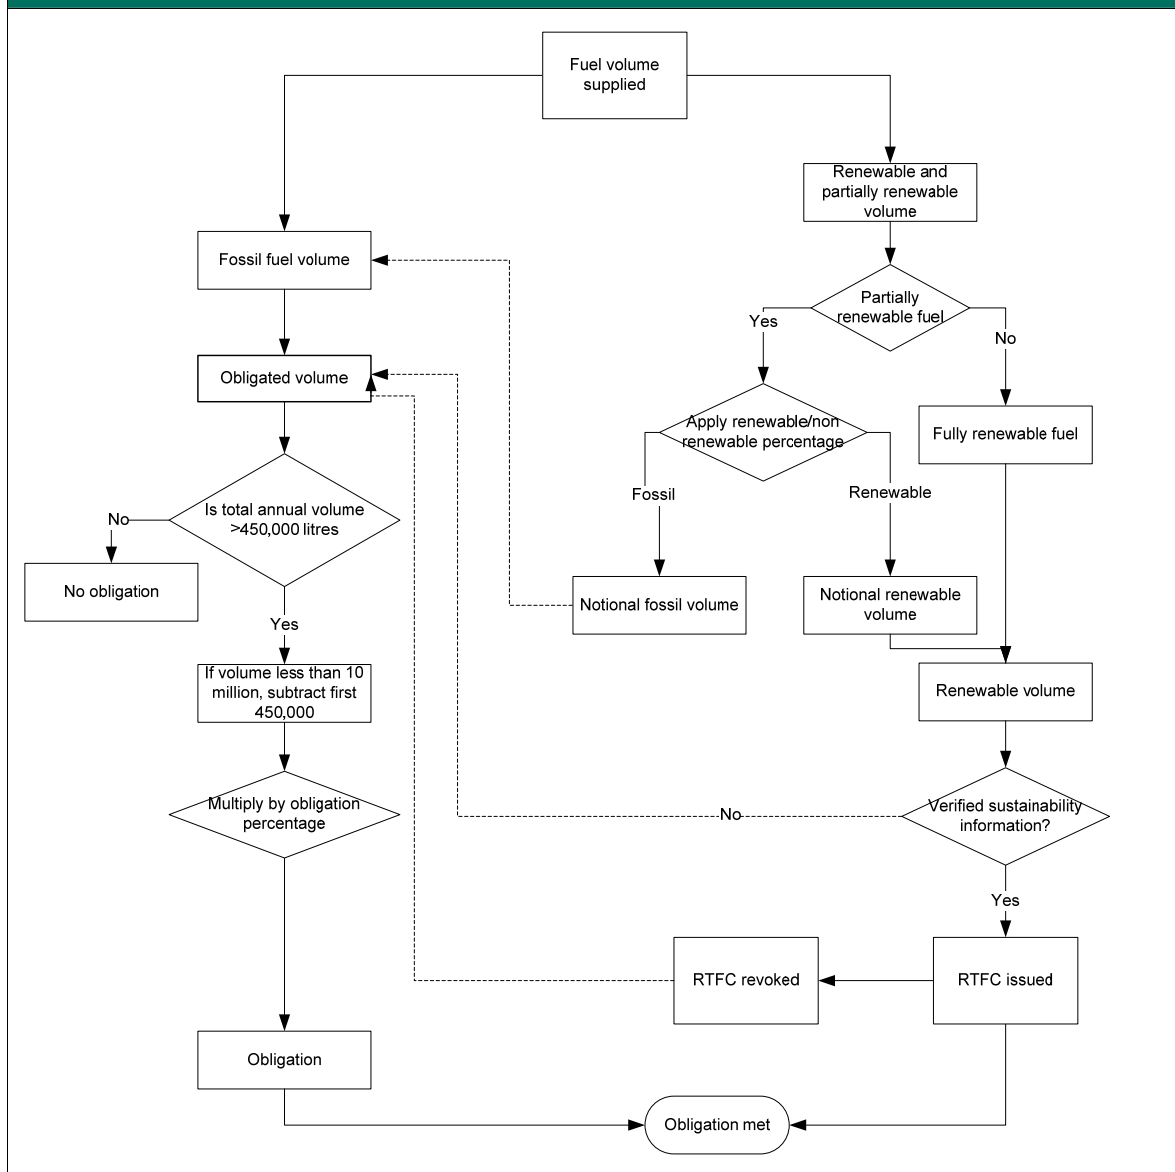 Fuel volume
supplied
Renewable and
partially renewable
volume
Fossil fuel volume
Partially
renewable fuel
Yes
No
Obligated volume
Apply renewable/non
renewable percentage
Fully renewable fuel
Fossil
Renewable
Is total annual volume
>450,000 litres
No
No obligation
Notional fossil volume
Notional renewable
volume
Yes
If volume less than 10
million, subtract first
450,000
Renewable volume
Multiply by obligation
percentage
No
Verified sustainability
information?
Yes
RTFC revoked
RTFC issued
Obligation
Obligation met